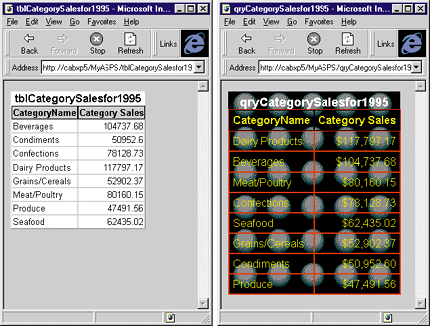 tblCategorySalesfor1995 - Microsoft In...
File Edit View Go Favorites
Back Forward Stop Refresh Links
Address http://cabxp5/MyASPS/tblCategorySalesfor19
tblCategorySalesfor1995
CategoryName Category Sales
Beverages 104737.68
Condiments 50952.6
Confections 78128.73
Dairy Products 117797.17
Grains/Cereals 52902.37
Meat/Poultry 80160.15
Produce 47491.56
Seafood 62435.02
qryCategorySalesfor1995 - Microsoft In...
File Edit View Go Favorites
Back Forward Stop Refresh Links
Address http://cabxp5/MyASPS/qryCategorySalesfor19
qryCategorySalesfor1995
CategoryName Category Sales
Dairy Products $117,797.17
Beverages $104,737.68
Meat/Poultry $80,160.15
Confections $78,128.73
Seafood $62,435.02
Grains/Cereals $52,902.37
Condiments $50,952.60
Produce $47,491.56